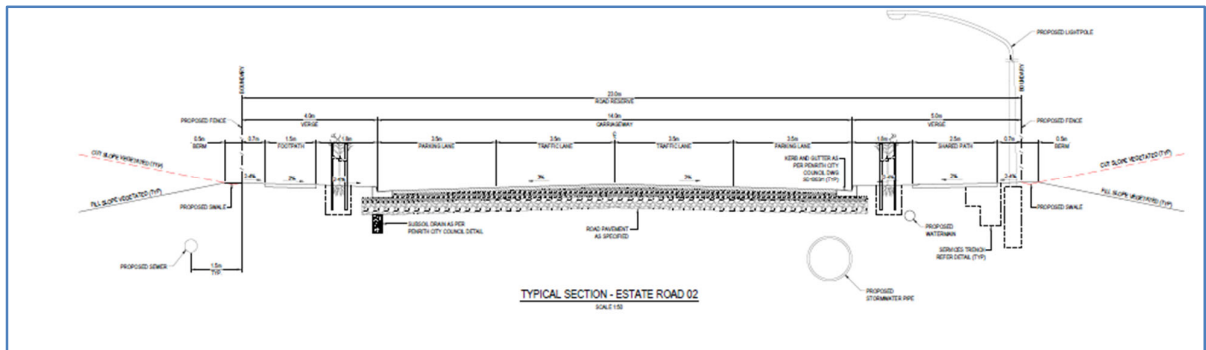 PROPOSED LIGHTPOLE
BOUNDARY
BOUNDARY
23.0m
ROAD RESERVE
PROPOSED FENCE
4.0m
VERGE
14.0m
CARRIAGEWAY
5.0m
VERGE
PROPOSED FENCE
0.5m
BERM
0.7m
1.5m
FOOTPATH
1.8m
3.5m
PARKING LANE
3.5m
TRAFFIC LANE
3.5m
TRAFFIC LANE
3.5m
PARKING LANE
1.8m
2.5m
SHARED PATH
0.7m
0.5m
BERM
CUT SLOPE VEGETATED (TYP)
FILL SLOPE VEGETATED (TYP)
KERB AND GUTTER AS
PER PENRITH CITY
COUNCIL DWG
(TYP)
CUT SLOPE VEGETATED (TYP)
FILL SLOPE VEGETATED (TYP)
2-4%
2%
3%
3%
2%
2-4%
PROPOSED SWALE
PROPOSED SWALE
SUBSOIL DRAIN AS PER
PENRITH CITY COUNCIL DETAIL
ROAD PAVEMENT
AS SPECIFIED
PROPOSED
WATERMAIN
SERVICES TRENCH
REFER DETAIL (TYP)
PROPOSED SEWER
1.5m
TYP.
PROPOSED
STORMWATER PIPE
TYPICAL SECTION - ESTATE ROAD 02
SCALE 1:50